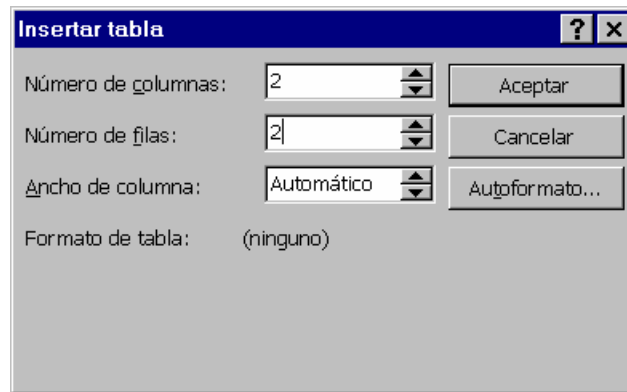 Insertar tabla
Número de columnas: 2 Aceptar
Número de filas: 2 Cancelar
Ancho de columna: Automático Autoformato...
Formato de tabla: (ninguno)